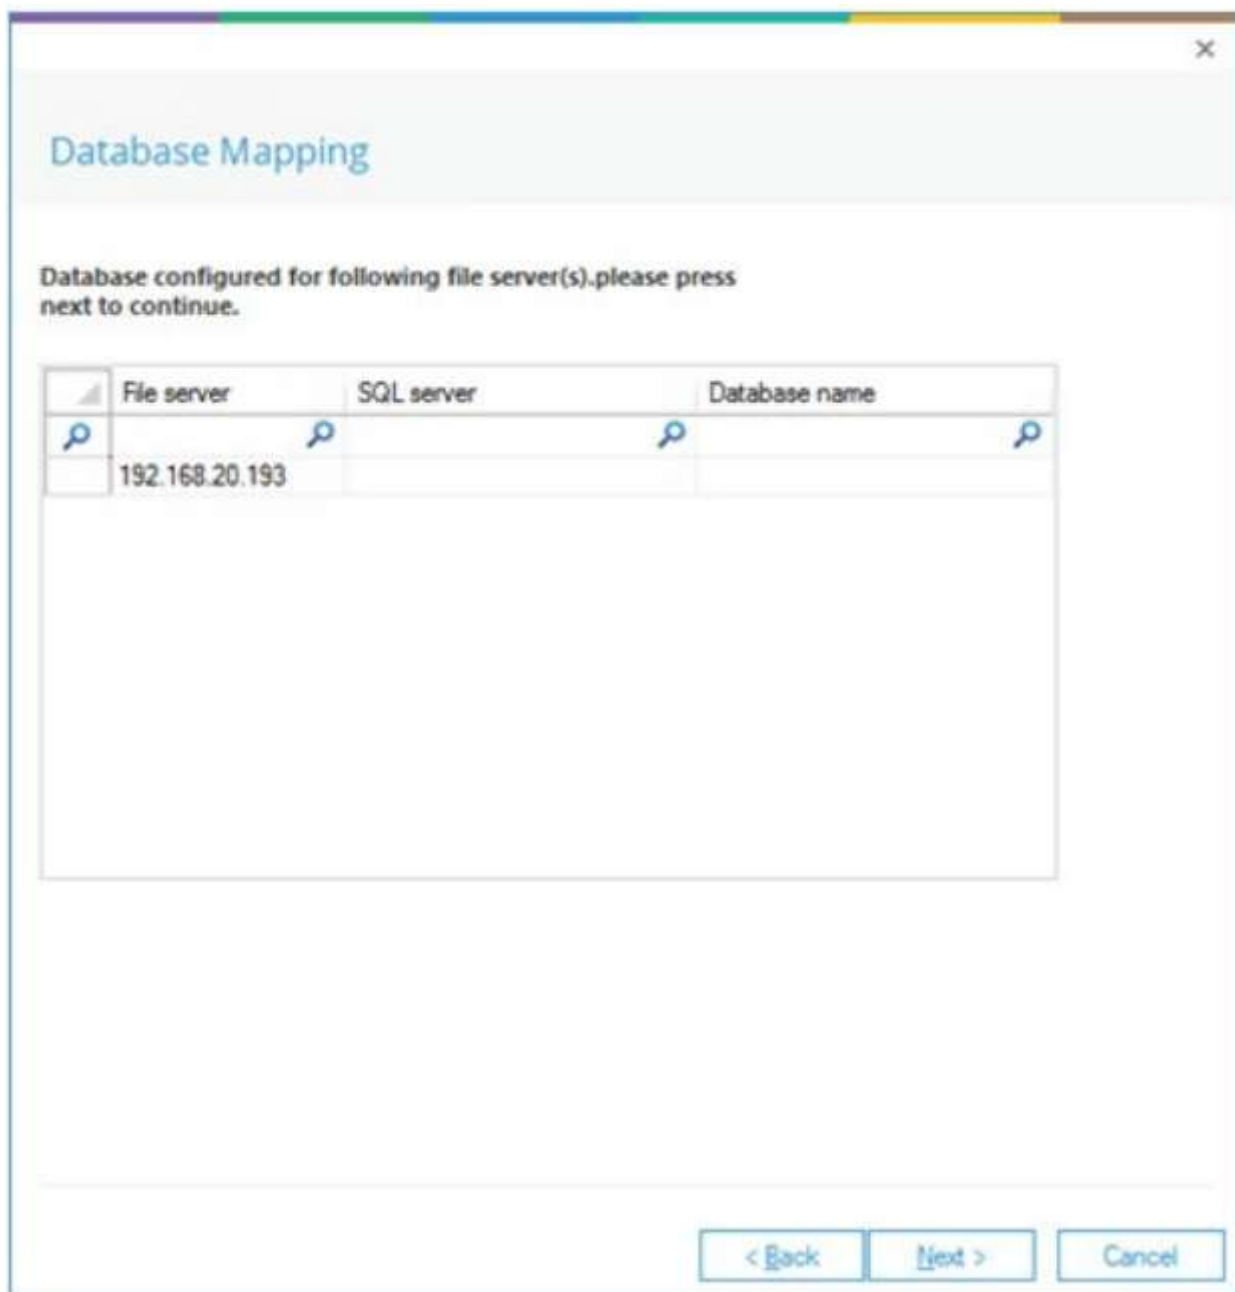 ×
Database Mapping
Database configured for following file server(s).please press
next to continue.
File server SQL server Database name
192.168.20.193
< Back Next > Cancel